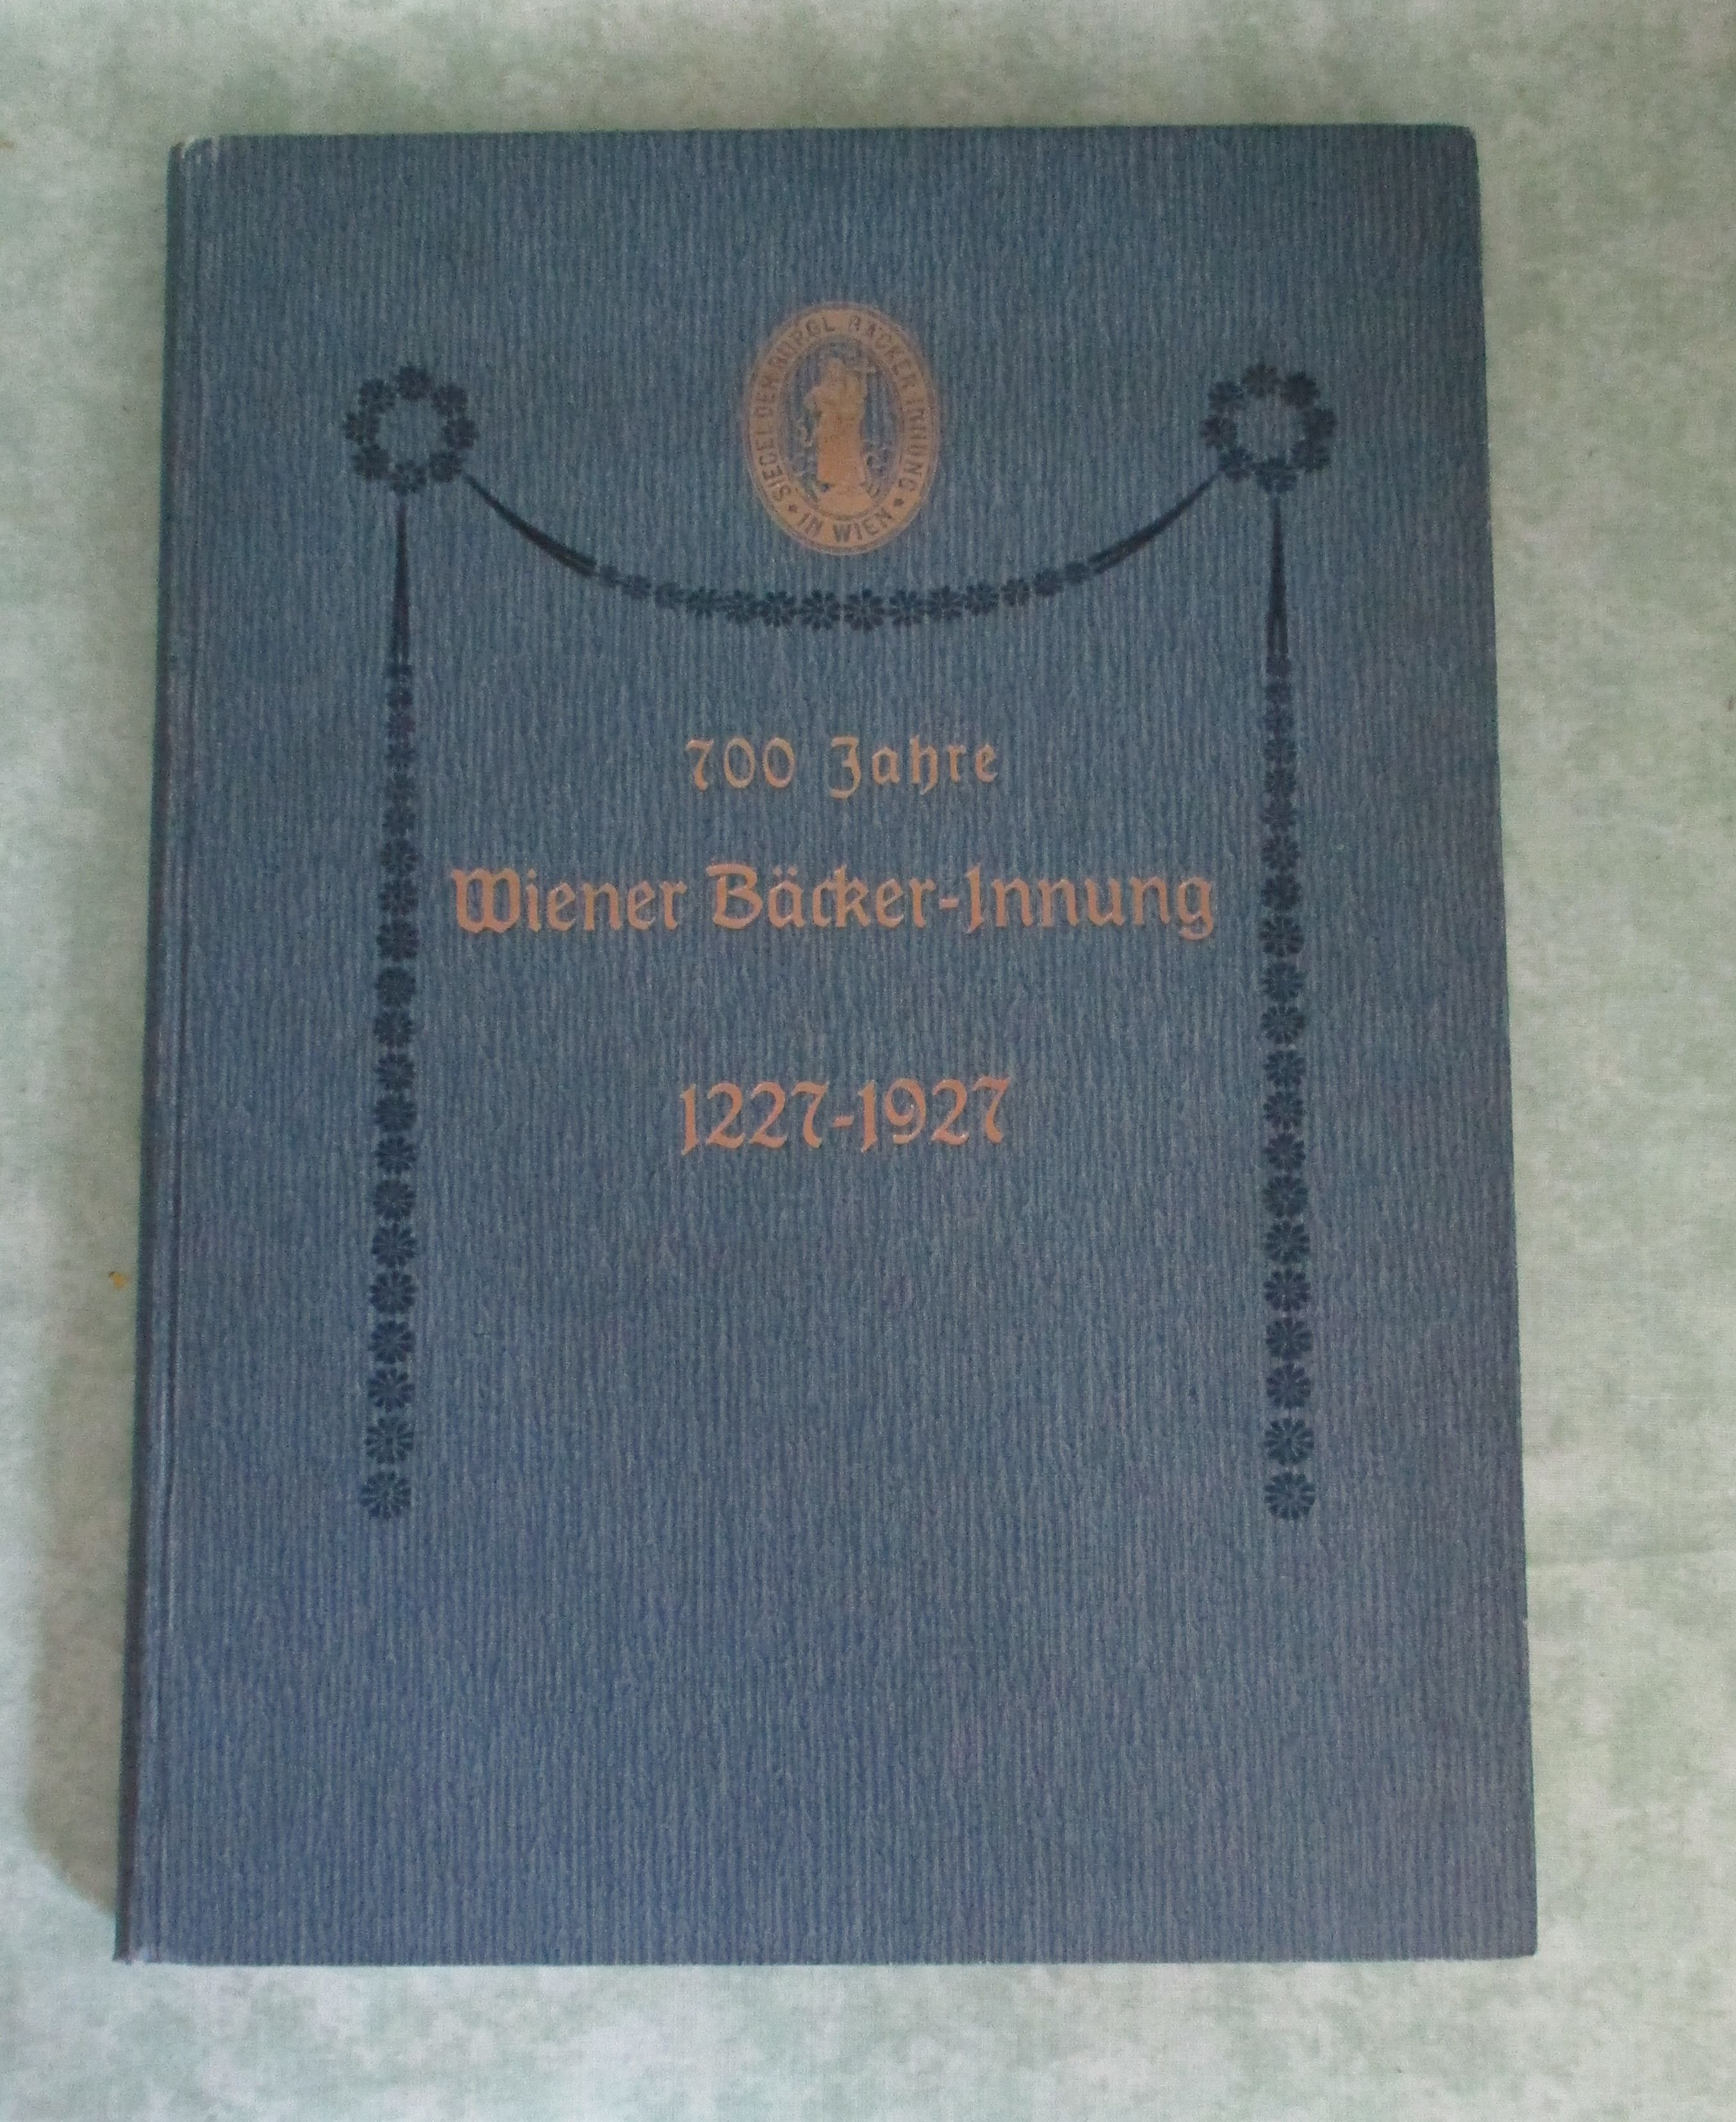 SIEGEL DER BÜRGL. BÄCKER INNUNG
* IN WIEN *
700 Jahre
Wiener Bäcker-Innung
1227-1927